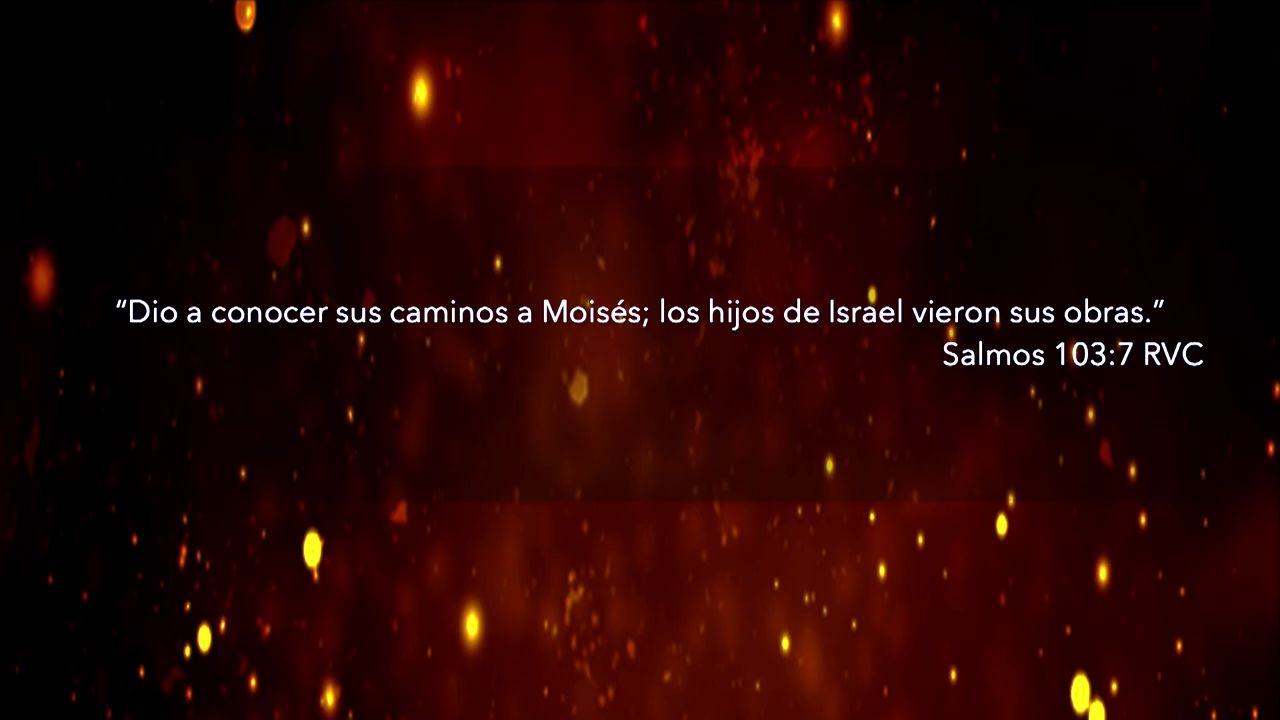 “Dio a conocer sus caminos a Moisés; los hijos de Israel vieron sus obras.”
Salmos 103:7 RVC